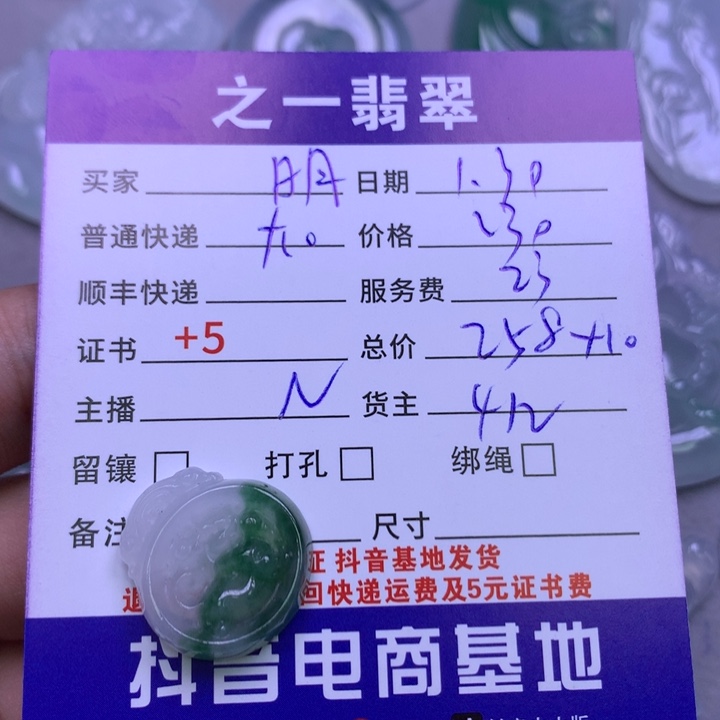 之一翡翠
买家 明 日期 1.30
普通快递 +10 价格 230
顺丰快递 服务费 23
证书 +5 总价 258+10
主播 N 货主
留镶 打孔 绑绳
备注 尺寸
证 抖音基地发货
退 回快递运费及5元证书费
抖音电商基地